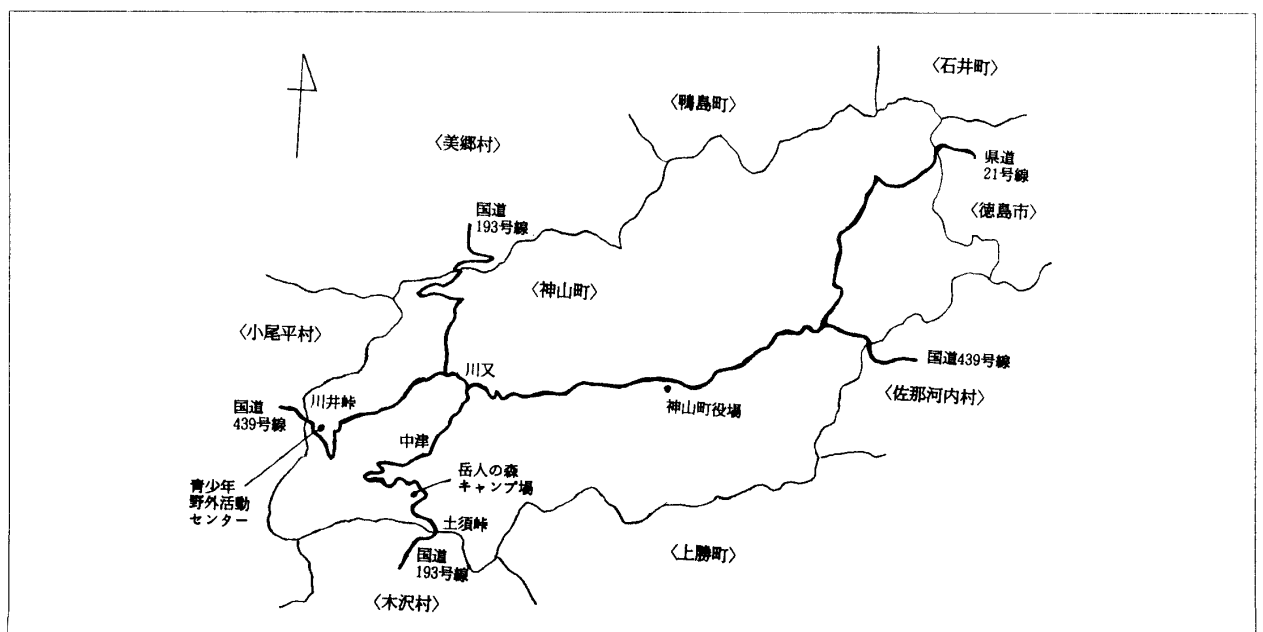 〈石井町〉
〈鴨島町〉
〈美郷村〉
県道
21号線
国道
193号線
〈徳島市〉
〈神山町〉
〈小尾平村〉
国道439号線
川又
川井峠
〈佐那河内村〉
国道
439号線
神山町役場
中津
岳人の森
キャンプ場
青少年
野外活動
センター
土須峠
国道
193号線
〈上勝町〉
〈木沢村〉